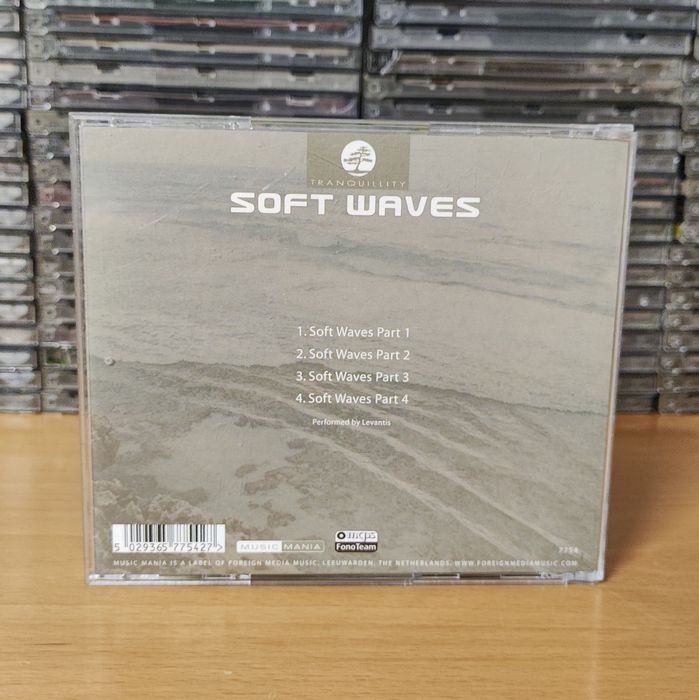 TRANQUILLITY
SOFT WAVES
1. Soft Waves Part 1
2. Soft Waves Part 2
3. Soft Waves Part 3
4. Soft Waves Part 4
Performed by Levantis
5 029365 775427 >
MUSIC MANIA
mcps
FonoTeam
7754
MUSIC MANIA IS A LABEL OF FOREIGN MEDIA MUSIC, LEEUWARDEN, THE NETHERLANDS. WWW.FOREIGNMEDIAMUSIC.COM